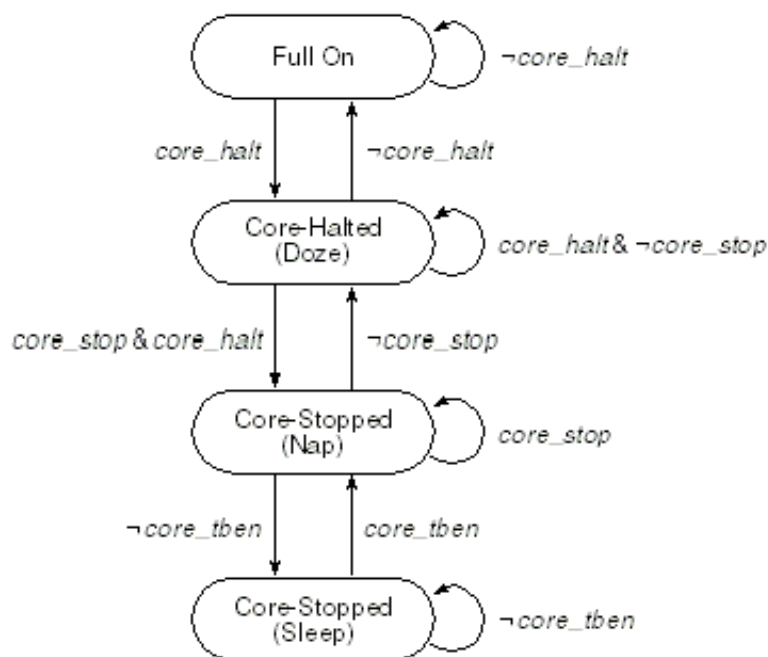 Full On
¬core_halt
core_halt
¬core_halt
Core-Halted
(Doze)
core_halt & ¬core_stop
core_stop & core_halt
¬core_stop
Core-Stopped
(Nap)
core_stop
¬core_tben
core_tben
Core-Stopped
(Sleep)
¬core_tben